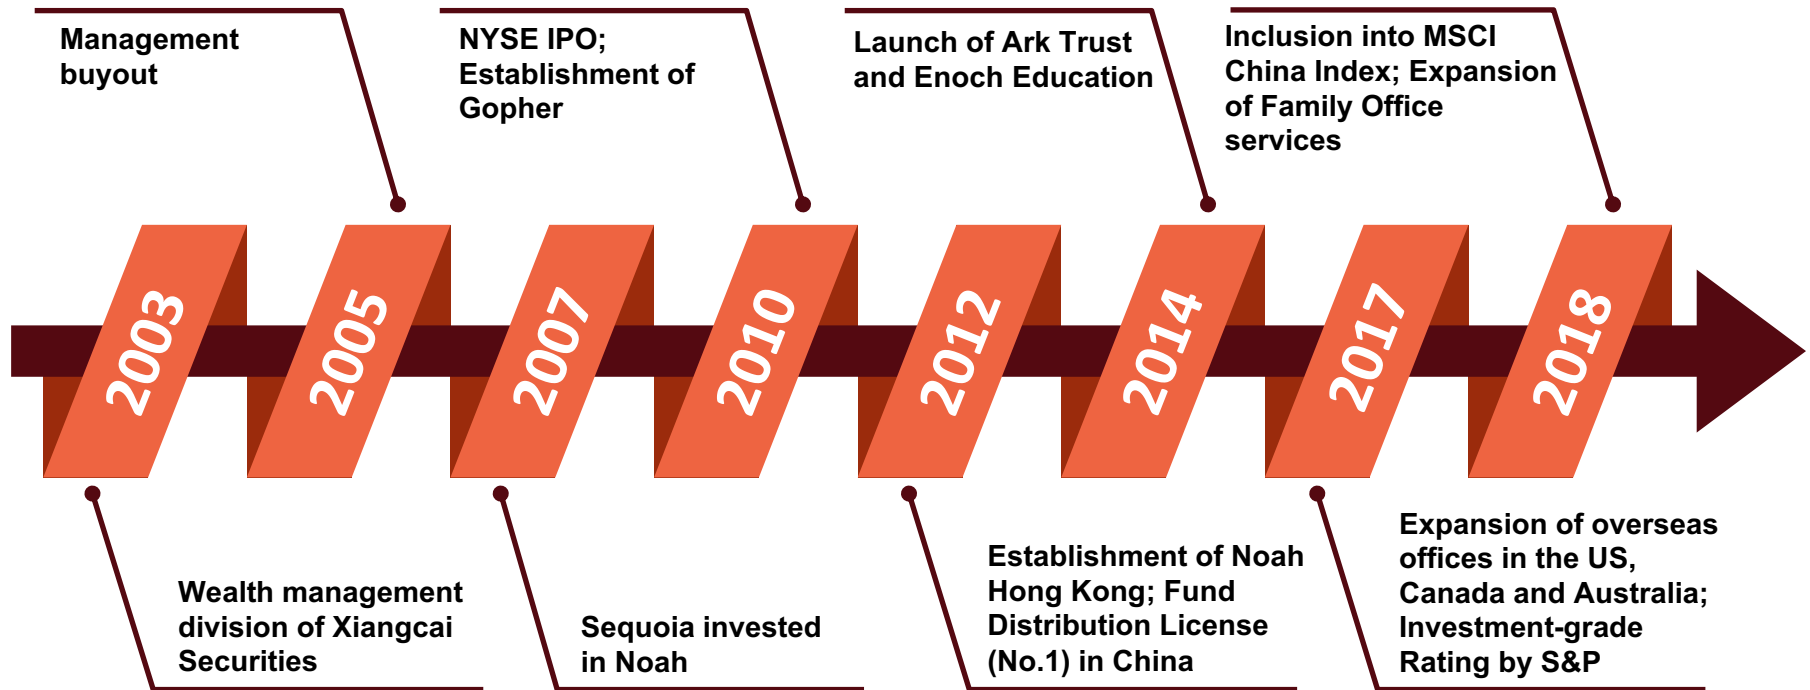 Management
buyout
NYSE IPO;
Establishment of
Gopher
Launch of Ark Trust
and Enoch Education
Inclusion into MSCI
China Index; Expansion
of Family Office
services
2003
2005
2007
2010
2012
2014
2017
2018
Wealth management
division of Xiangcai
Securities
Sequoia invested
in Noah
Establishment of Noah
Hong Kong; Fund
Distribution License
(No.1) in China
Expansion of overseas
offices in the US,
Canada and Australia;
Investment-grade
Rating by S&P